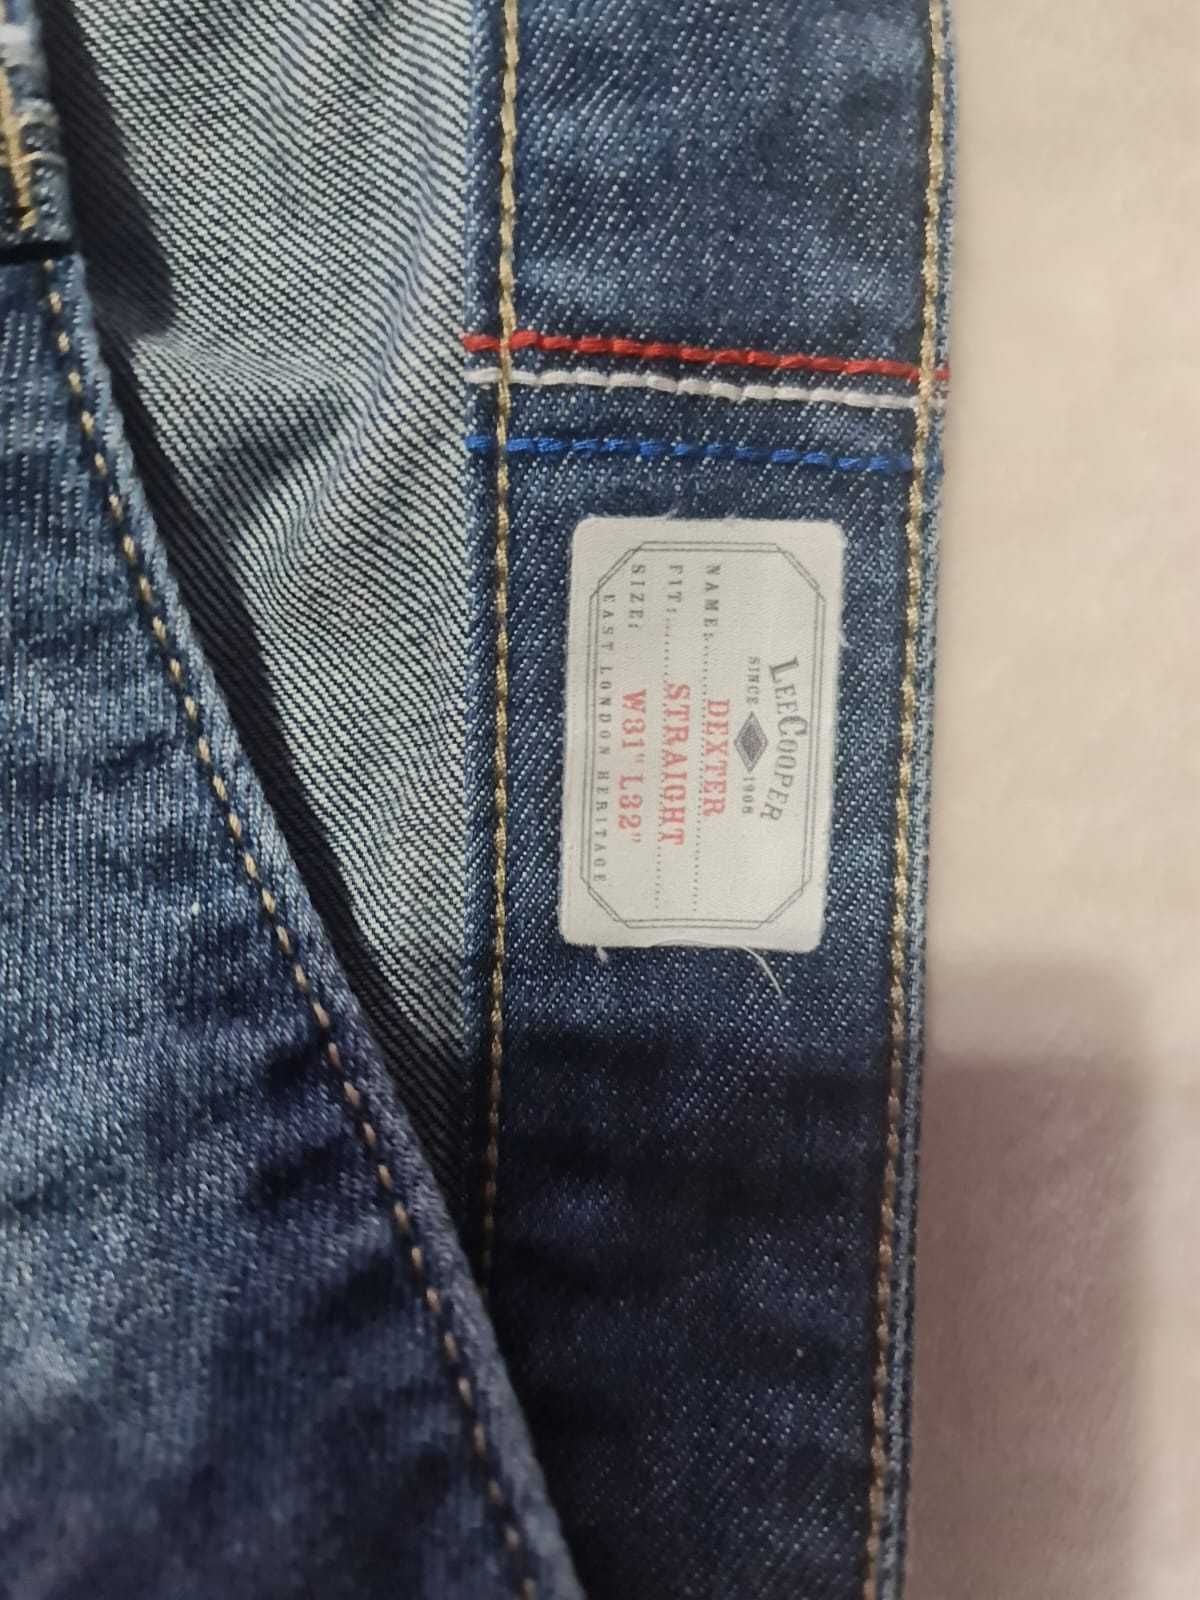 LEE COOPER
SINCE 1908
NAME: DEXTER
FIT: STRAIGHT
SIZE: W31" L32"
EAST LONDON HERITAGE